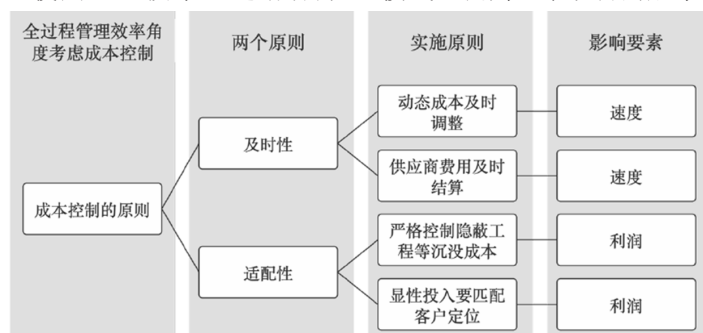 全过程管理效率角
度考虑成本控制
两个原则
实施原则
影响要素
动态成本及时
调整
速度
及时性
供应商费用及时
结算
速度
成本控制的原则
严格控制隐蔽工
程等沉没成本
利润
适配性
显性投入要匹配
客户定位
利润